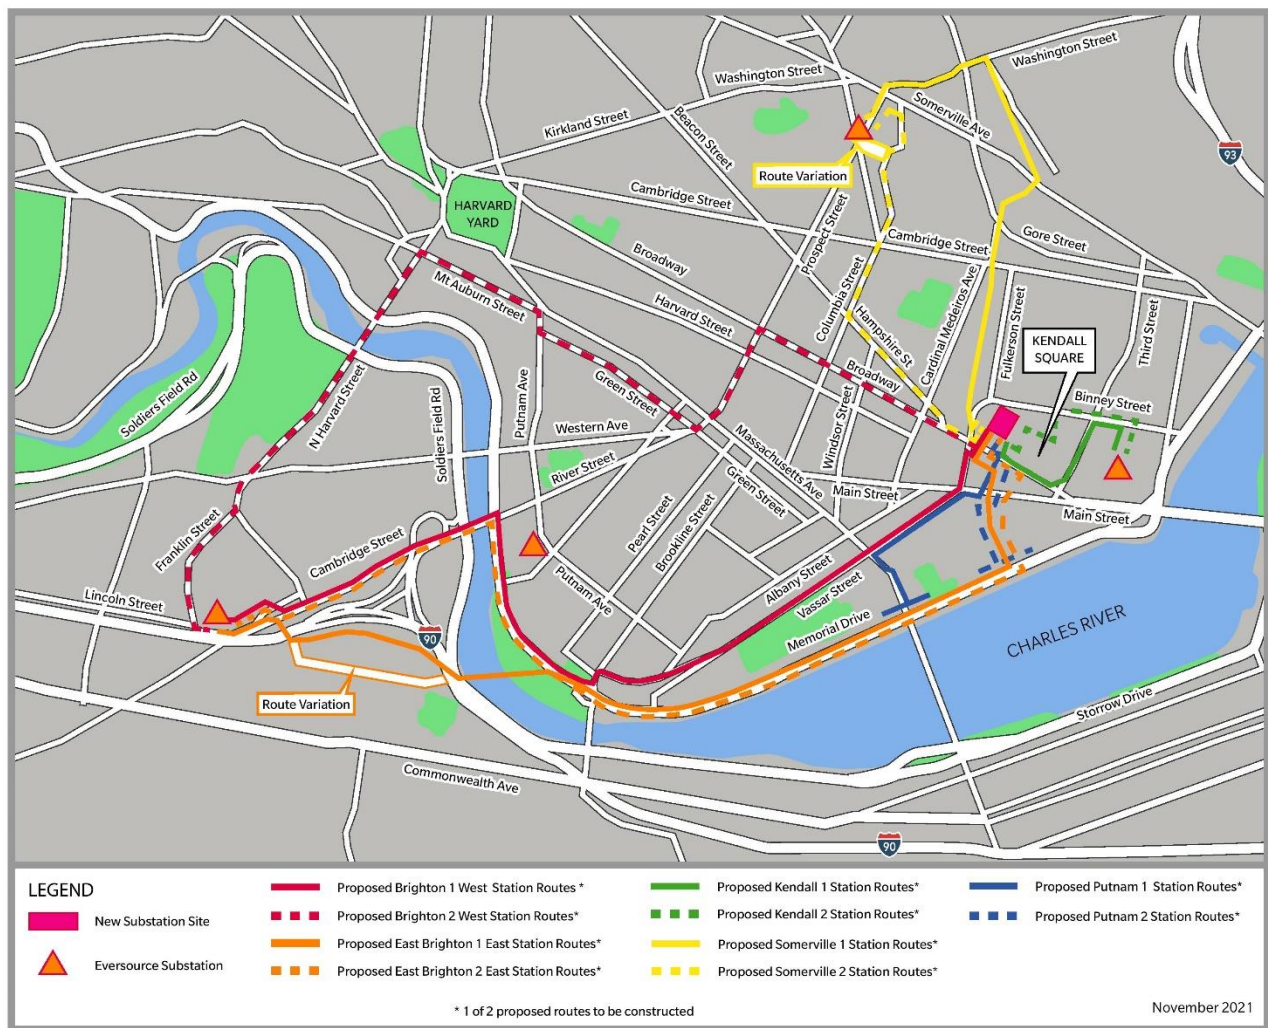 Washington Street
Washington Street
Somerville Ave
Beacon Street
Kirkland Street
93
Route Variation
Cambridge Street
HARVARD
YARD
Prospect Street
Cambridge Street
Gore Street
Broadway
Mt Auburn Street
Harvard Street
Columbia Street
Hampshire St
Cardinal Medeiros Ave
Fulkerson Street
Third Street
KENDALL
SQUARE
Soldiers Field Rd
N Harvard Street
Soldiers Field Rd
Putnam Ave
Green Street
Broadway
Binney Street
Western Ave
Windsor Street
River Street
Massachusetts Ave
Green Street
Main Street
Main Street
Franklin Street
Cambridge Street
Pearl Street
Brookline Street
Putnam Ave
Albany Street
Vassar Street
Memorial Drive
Lincoln Street
90
CHARLES RIVER
Route Variation
Storrow Drive
Commonwealth Ave
90
LEGEND
New Substation Site
Eversource Substation
Proposed Brighton 1 West Station Routes *
Proposed Brighton 2 West Station Routes*
Proposed East Brighton 1 East Station Routes*
Proposed East Brighton 2 East Station Routes*
Proposed Kendall 1 Station Routes*
Proposed Kendall 2 Station Routes*
Proposed Somerville 1 Station Routes*
Proposed Somerville 2 Station Routes*
Proposed Putnam 1 Station Routes*
Proposed Putnam 2 Station Routes*
* 1 of 2 proposed routes to be constructed
November 2021